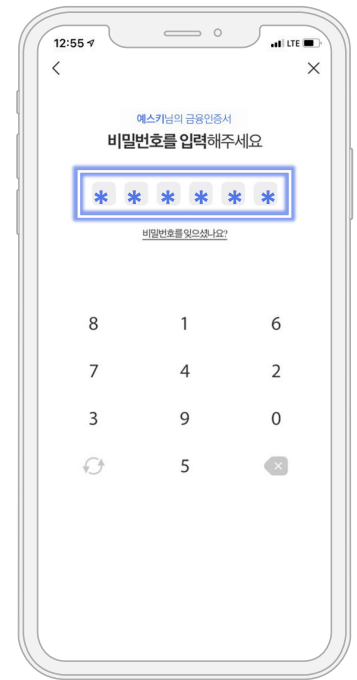 12:55 LTE
예스키님의 금융인증서
비밀번호를 입력해주세요
* * * * * *
비밀번호를 잊으셨나요?
8 1 6
7 4 2
3 9 0
5